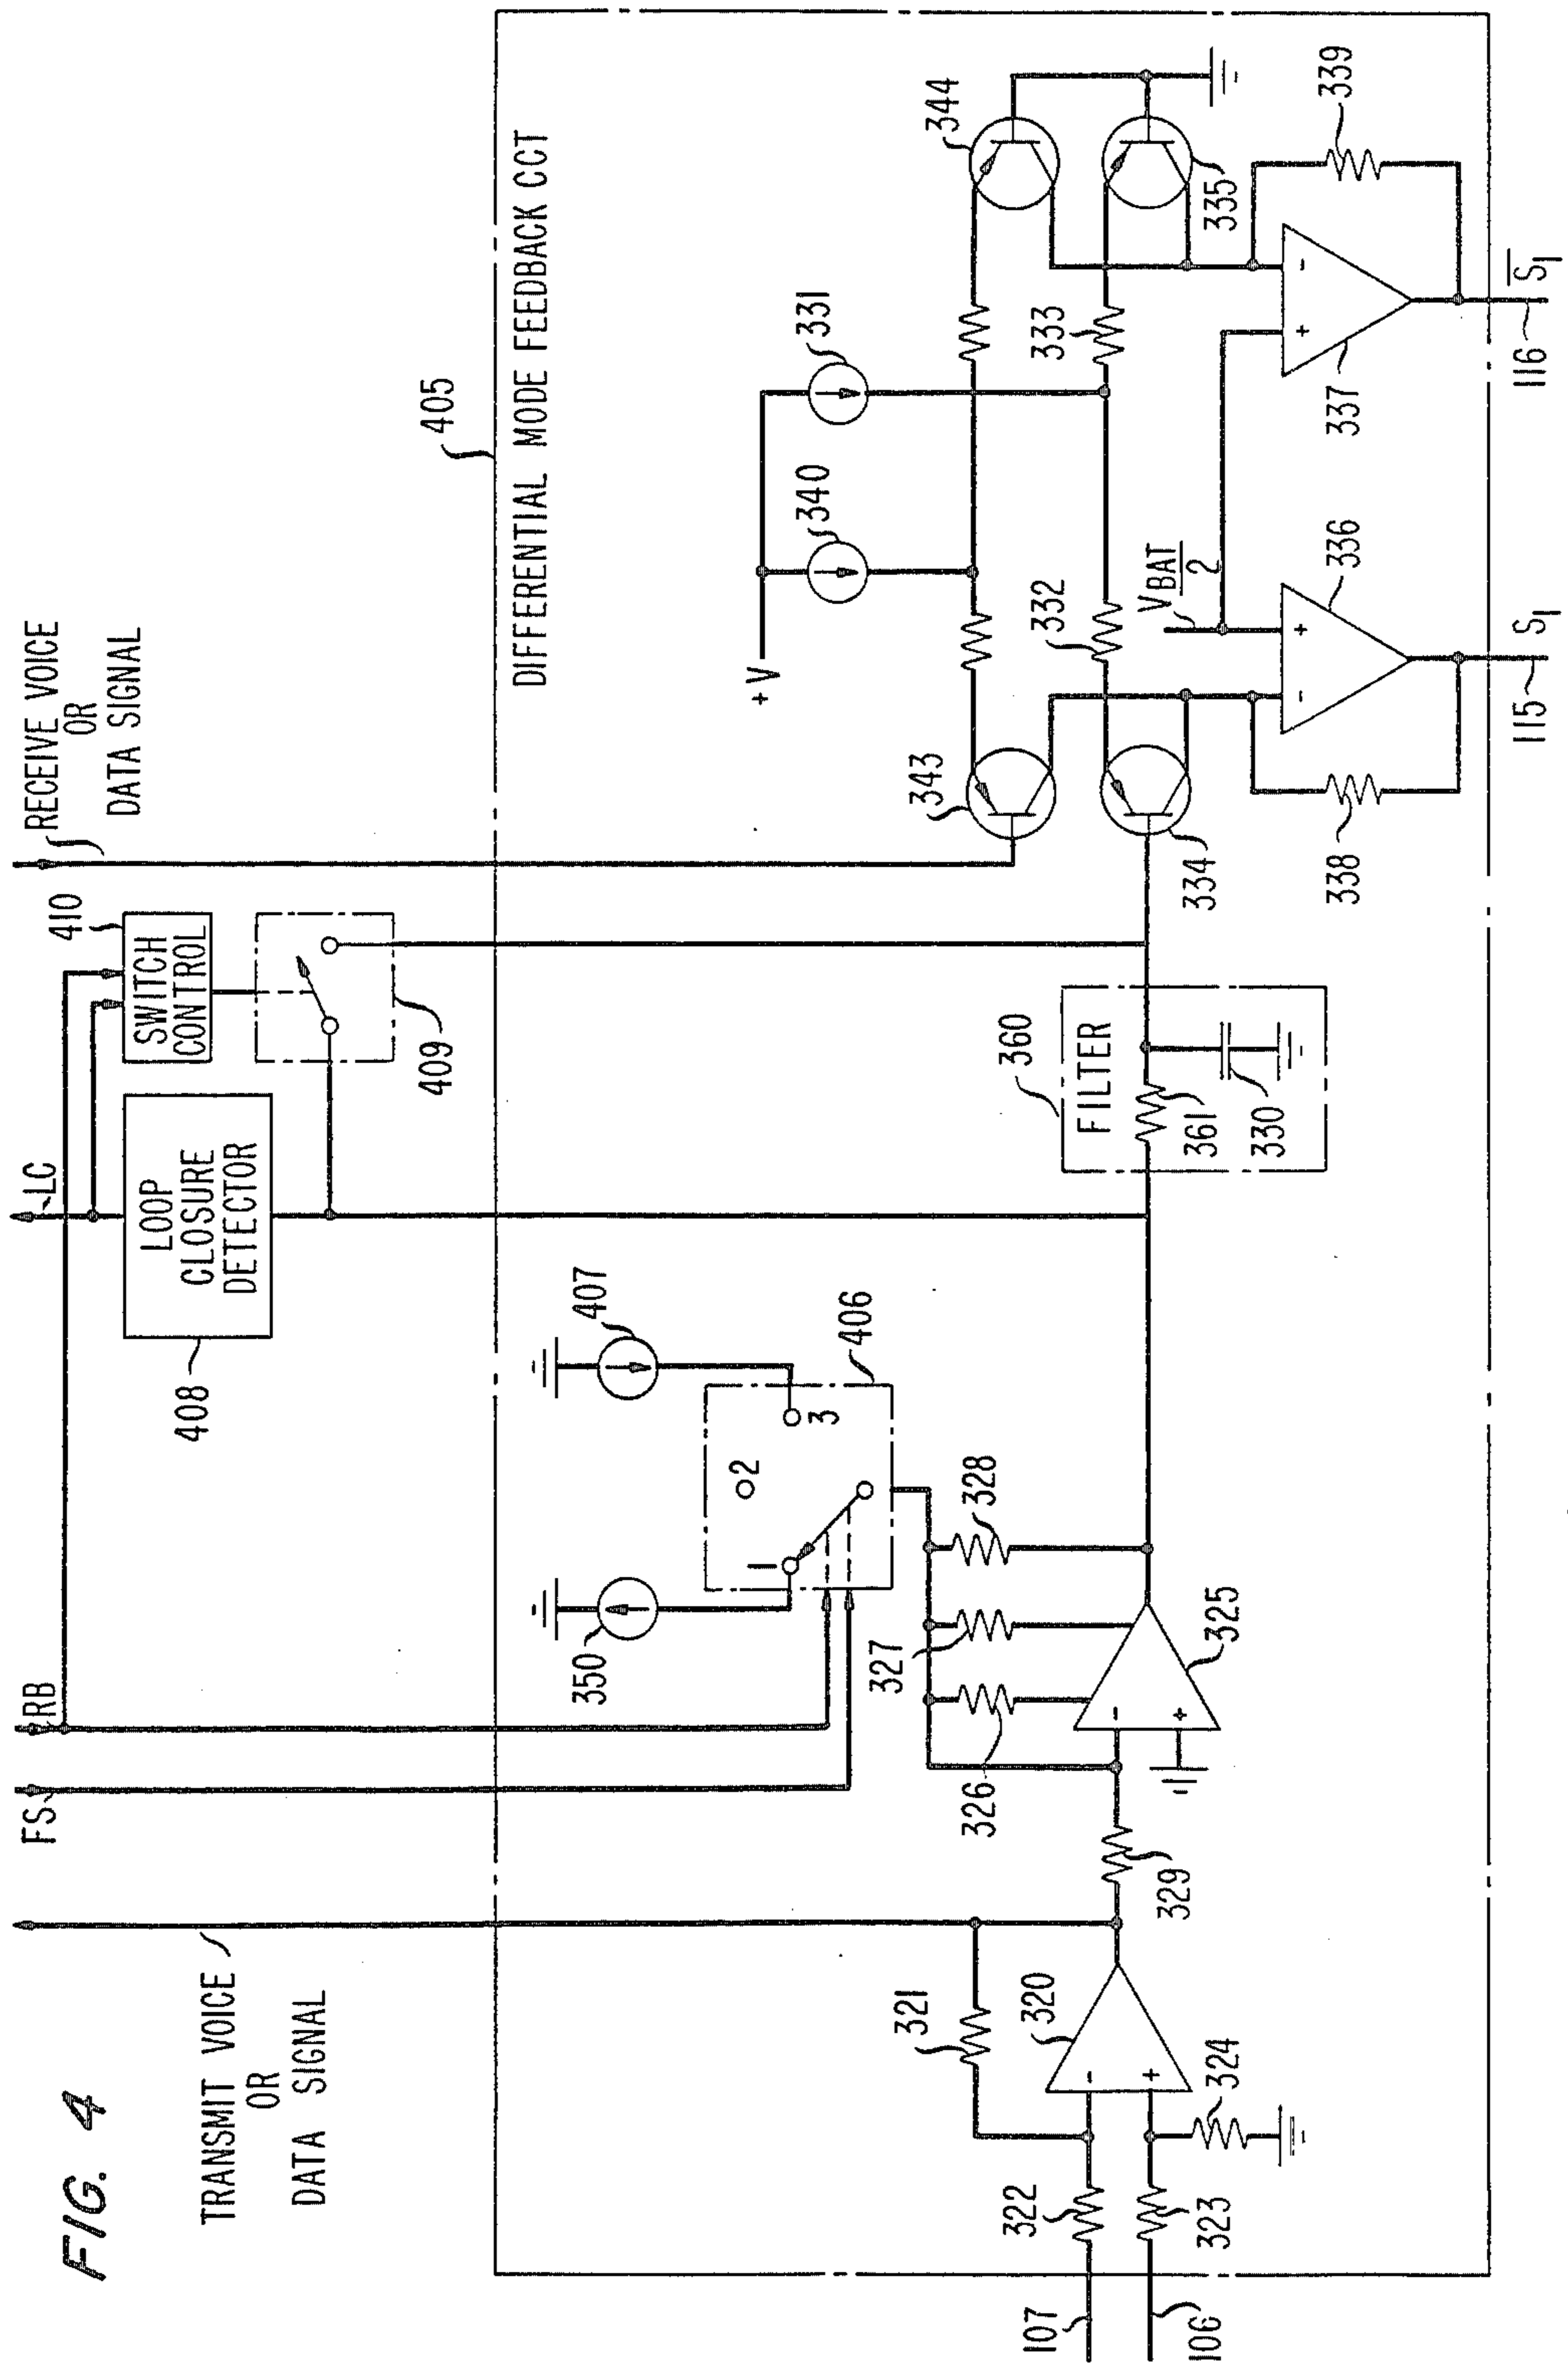 FIG. 4
TRANSMIT VOICE
OR
DATA SIGNAL
FS
RB
LC
LOOP
CLOSURE
DETECTOR
408
SWITCH
CONTROL
410
409
RECEIVE VOICE
OR
DATA SIGNAL
405
DIFFERENTIAL MODE FEEDBACK CCT
107
106
322
323
321
320
-
+
324
329
326
327
328
325
-
+
350
1
2
3
406
407
360
FILTER
361
330
+V
340
331
343
344
334
332
333
335
VBAT
2
338
336
-
+
337
+
-
339
115
S1
116
S̅1